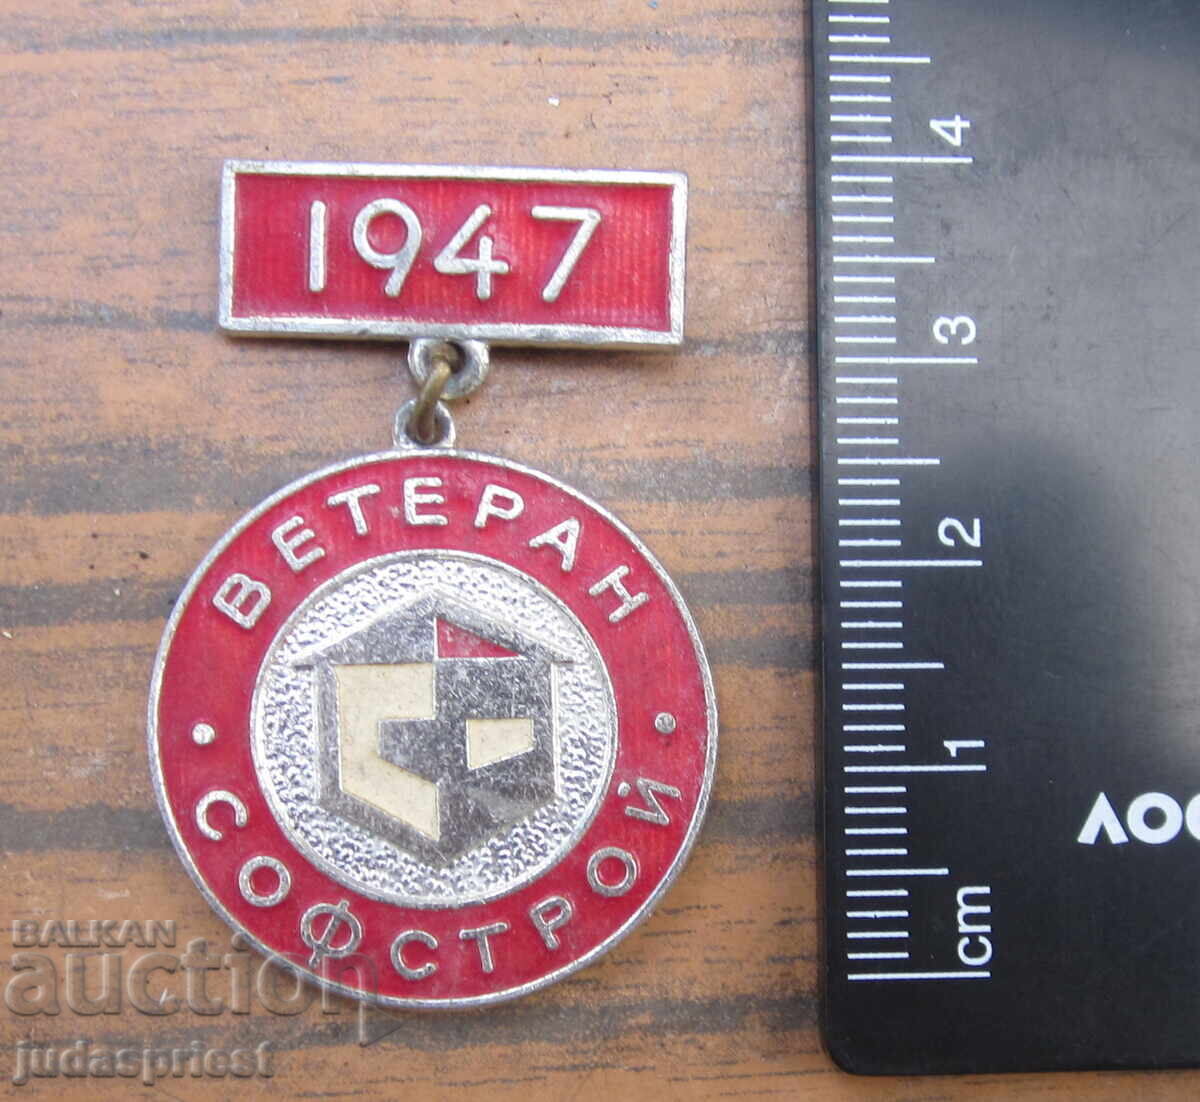 1947
ВЕТЕРАН
• СОФСТРОЙ •
4
3
2
1
cm
BALKAN
auction
judaspriest